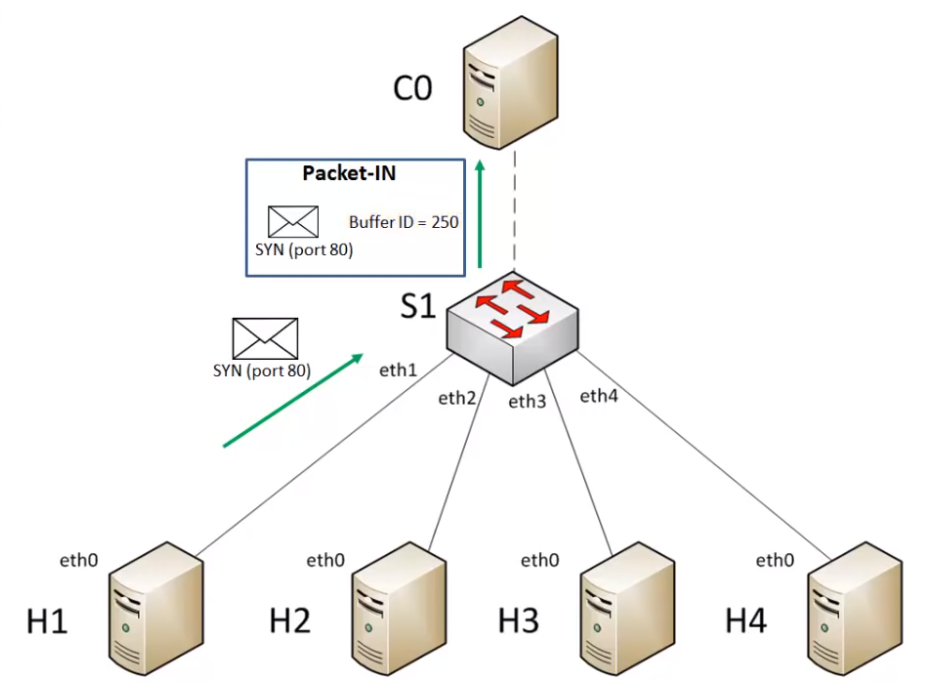 C0
Packet-IN
Buffer ID = 250
SYN (port 80)
S1
SYN (port 80)
eth1
eth2
eth3
eth4
eth0
eth0
eth0
eth0
H1
H2
H3
H4